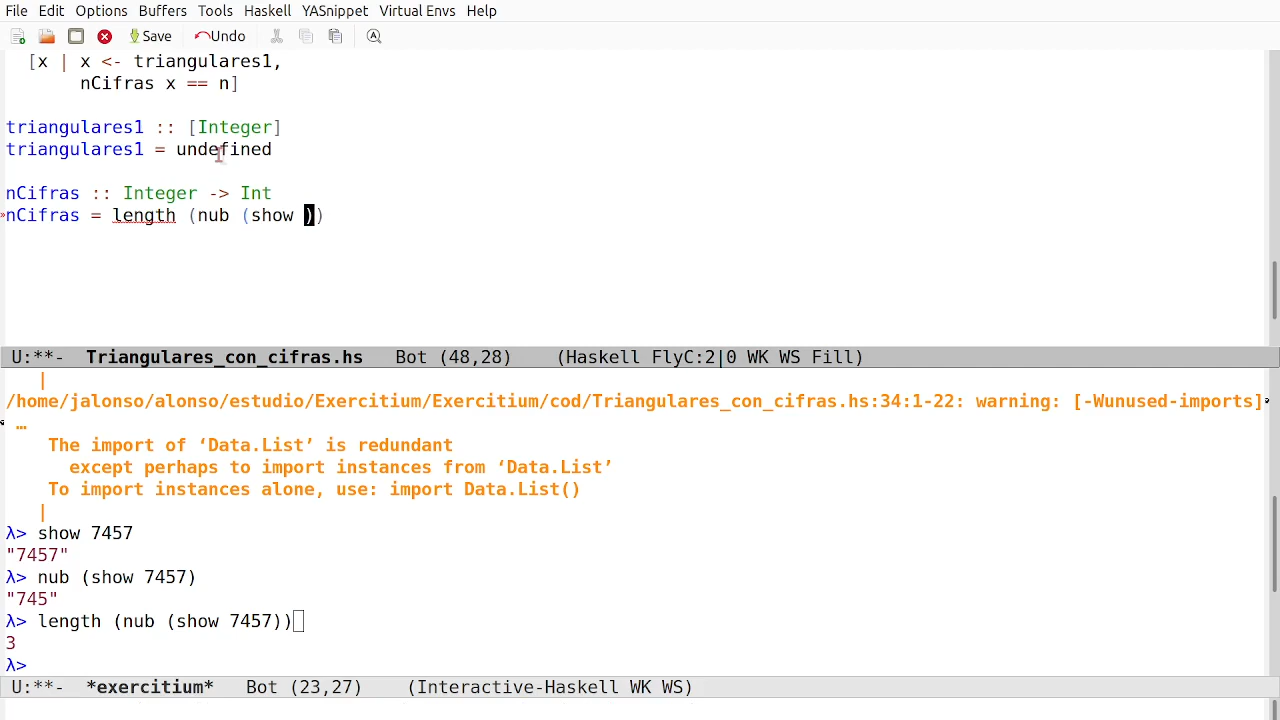 File Edit Options Buffers Tools Haskell YASnippet Virtual Envs Help
Save Undo
[x | x <- triangulares1,
nCifras x == n]
triangulares1 :: [Integer]
triangulares1 = undefined
nCifras :: Integer -> Int
nCifras = length (nub (show ))
U:**-  Triangulares_con_cifras.hs   Bot (48,28)    (Haskell FlyC:2|0 WK WS Fill)
|
/home/jalonso/alonso/estudio/Exercitium/Exercitium/cod/Triangulares_con_cifras.hs:34:1-22: warning: [-Wunused-imports]
…
The import of ‘Data.List’ is redundant
except perhaps to import instances from ‘Data.List’
To import instances alone, use: import Data.List()
|
λ> show 7457
"7457"
λ> nub (show 7457)
"745"
λ> length (nub (show 7457))
3
λ>
U:**-  *exercitium*   Bot (23,27)    (Interactive-Haskell WK WS)